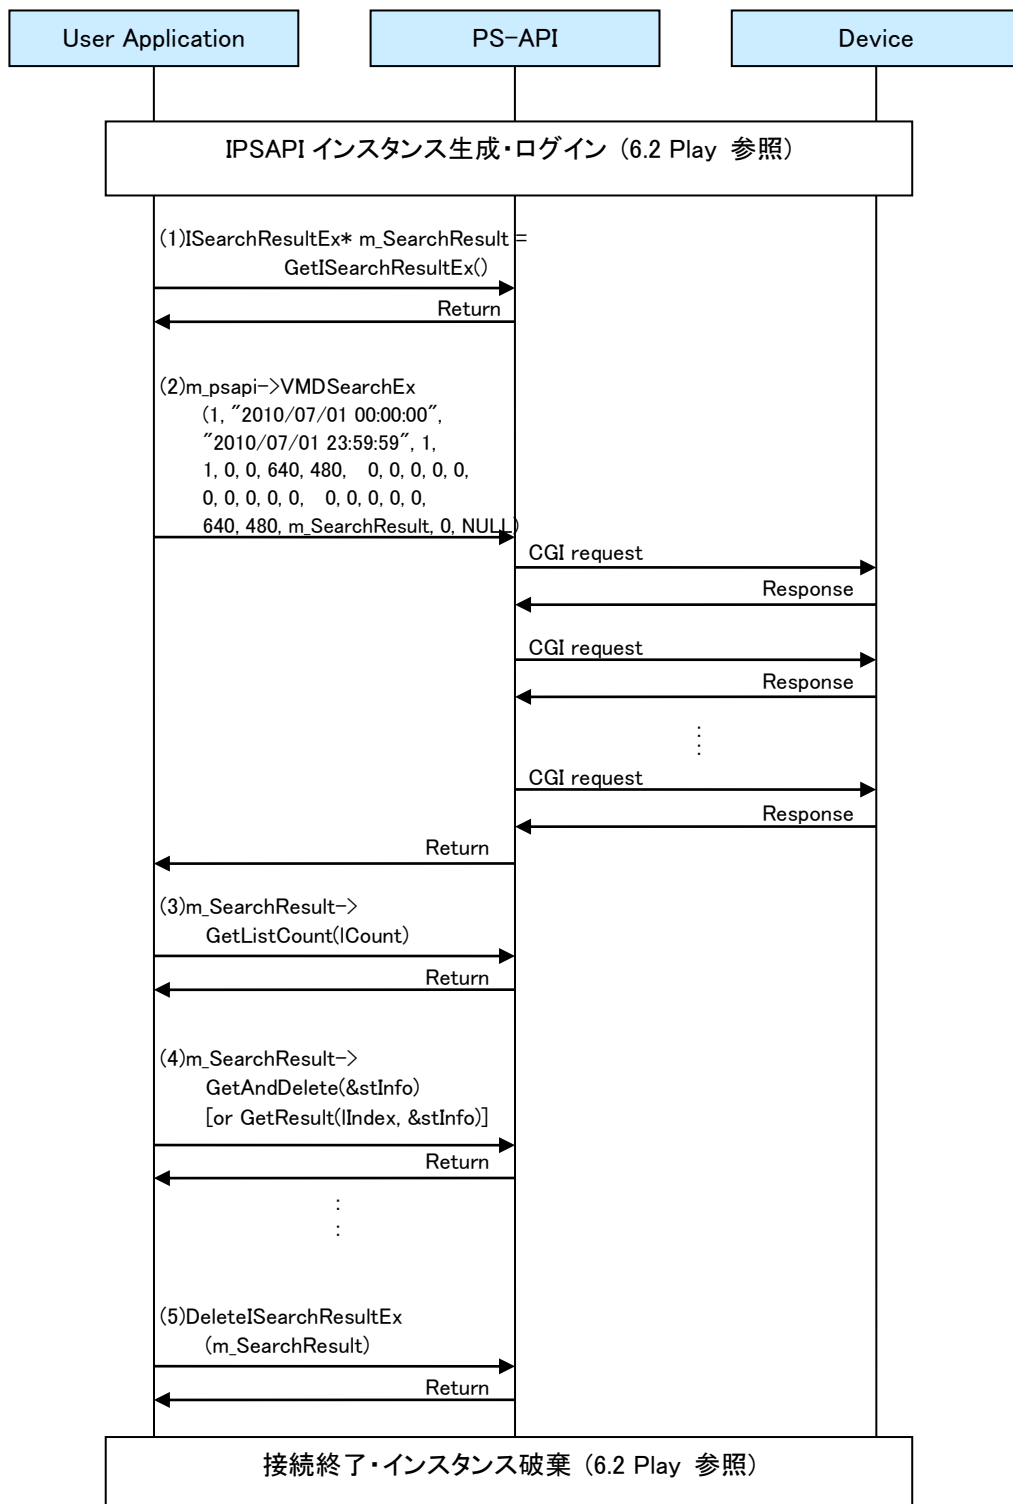 User Application
PS-API
Device
IPSAPI インスタンス生成・ログイン (6.2 Play 参照)
(1)ISearchResultEx* m_SearchResult =
GetISearchResultEx()
Return
(2)m_psapi->VMDSearchEx
(1, "2010/07/01 00:00:00",
"2010/07/01 23:59:59", 1,
1, 0, 0, 640, 480, 0, 0, 0, 0, 0,
0, 0, 0, 0, 0, 0, 0, 0, 0, 0,
640, 480, m_SearchResult, 0, NULL)
CGI request
Response
CGI request
Response
CGI request
Response
Return
(3)m_SearchResult->
GetListCount(lCount)
Return
(4)m_SearchResult->
GetAndDelete(&stInfo)
[or GetResult(lIndex, &stInfo)]
Return
(5)DeleteISearchResultEx
(m_SearchResult)
Return
接続終了・インスタンス破棄 (6.2 Play 参照)